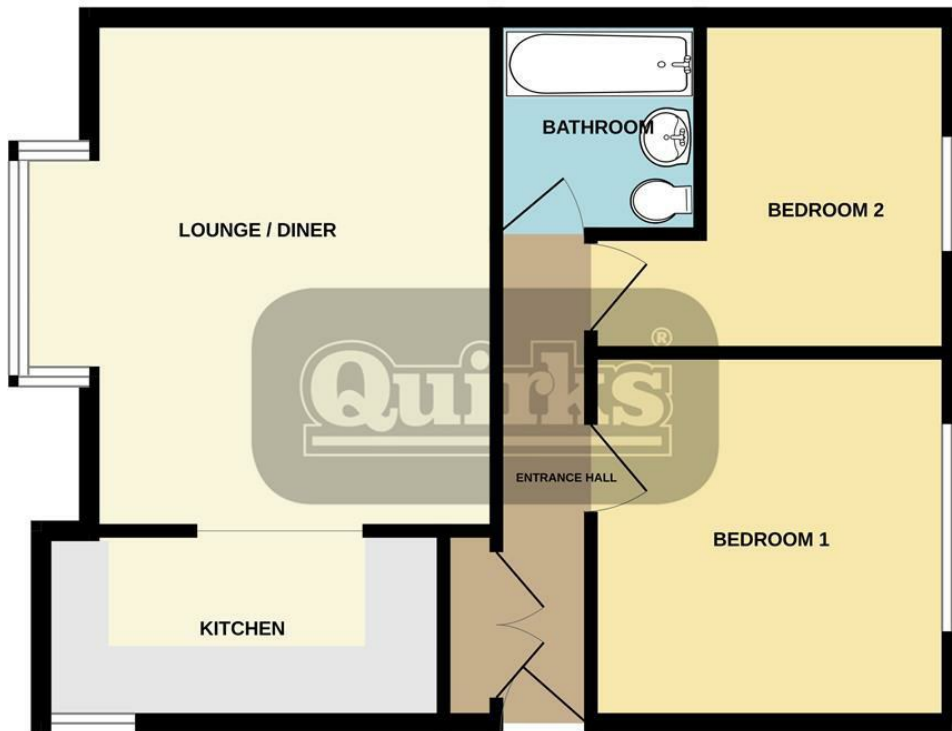 BATHROOM
BEDROOM 2
LOUNGE / DINER
Quirks®
ENTRANCE HALL
BEDROOM 1
KITCHEN